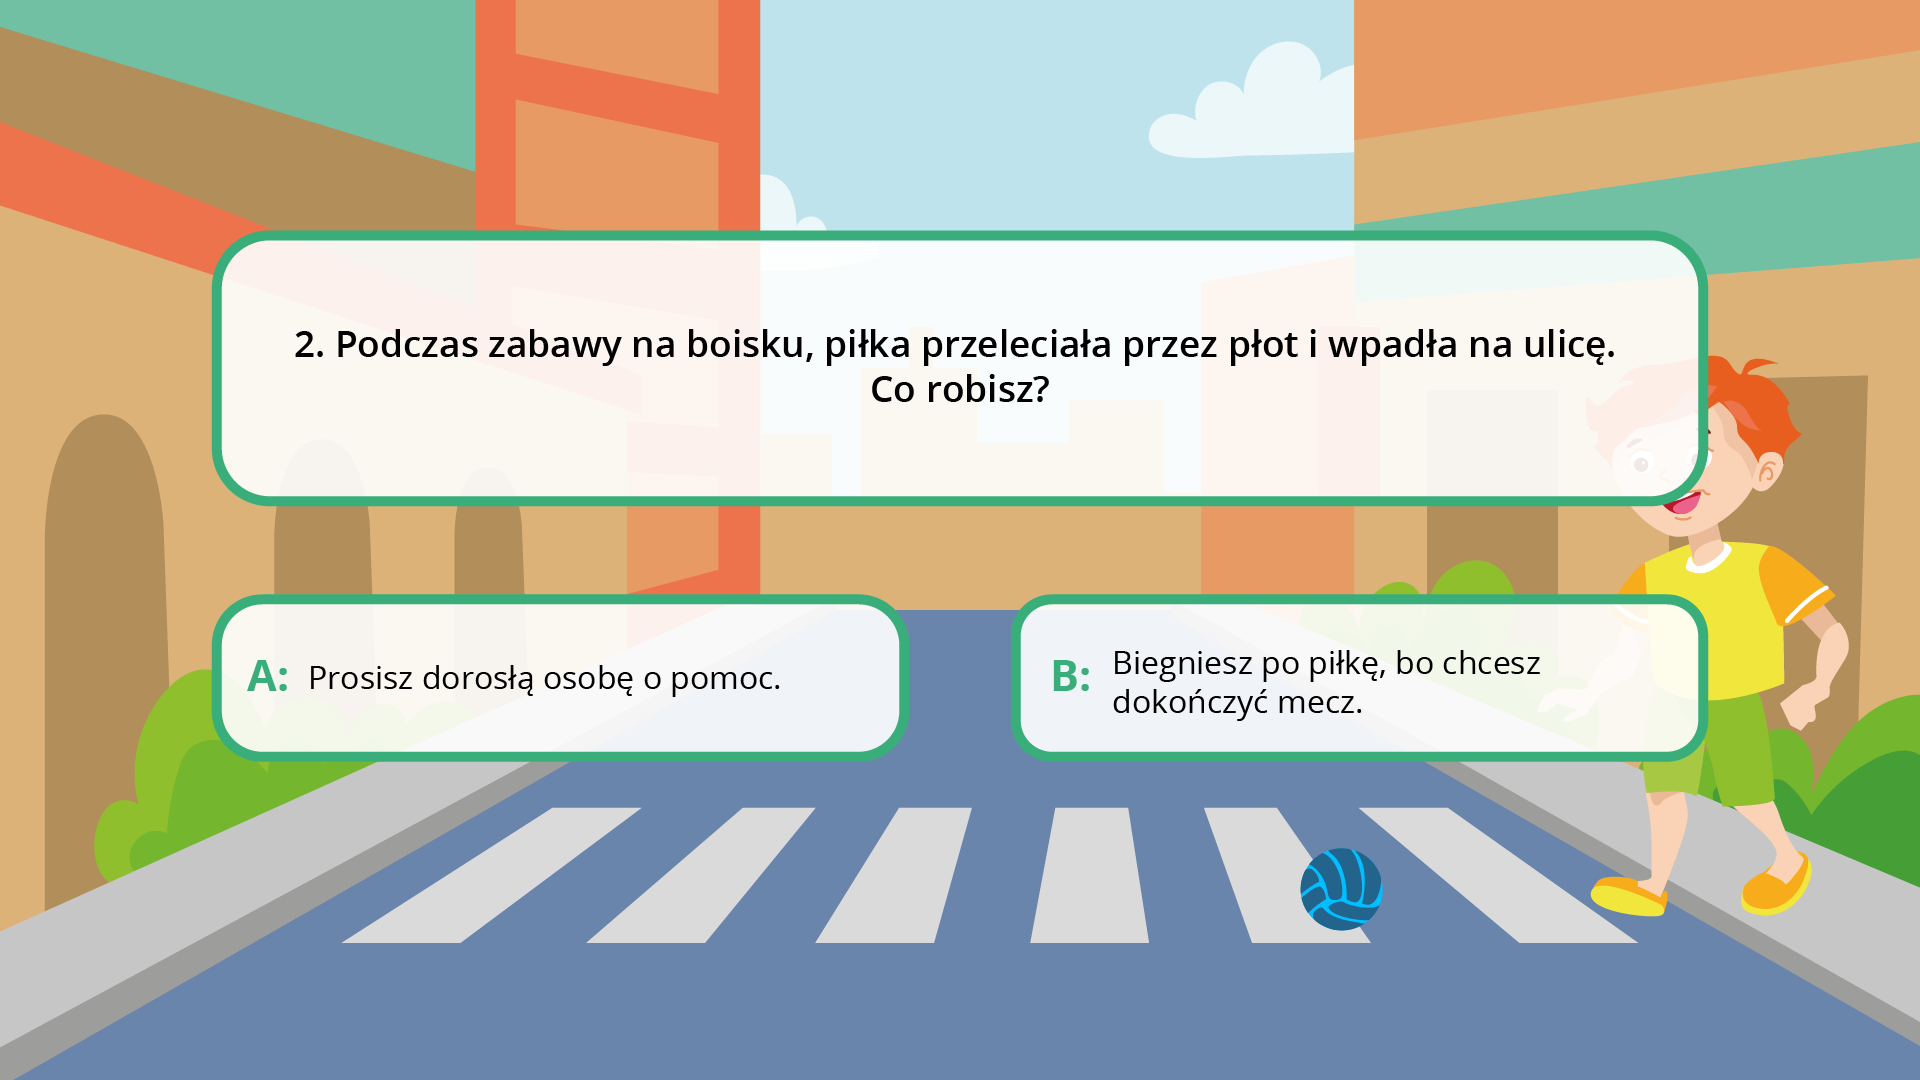 2. Podczas zabawy na boisku, piłka przeleciała przez płot i wpadła na ulicę.
Co robisz?
A: Prosisz dorosłą osobę o pomoc.
B: Biegniesz po piłkę, bo chcesz
dokończyć mecz.